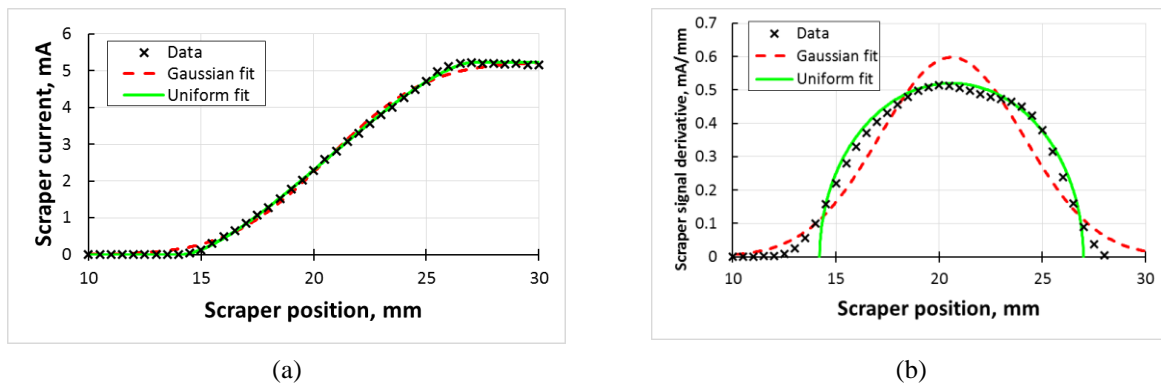 Scraper current, mA
6
5
4
3
2
1
0
Data
Gaussian fit
Uniform fit
10 15 20 25 30
Scraper position, mm
(a)
Scraper signal derivative, mA/mm
0.7
0.6
0.5
0.4
0.3
0.2
0.1
0
Data
Gaussian fit
Uniform fit
10 15 20 25 30
Scraper position, mm
(b)